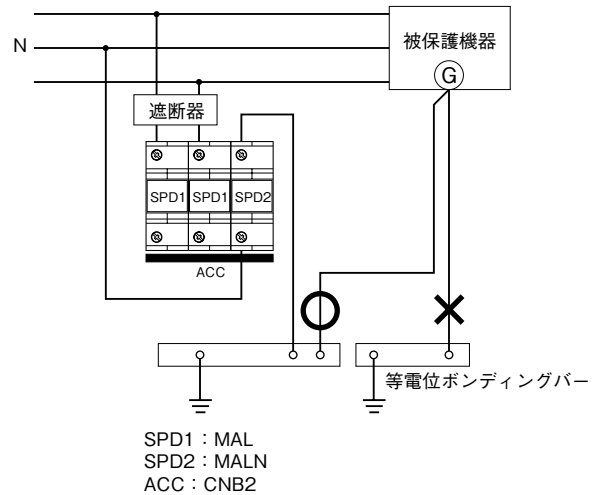 N
被保護機器
G
遮断器
SPD1 SPD1 SPD2
ACC
等電位ボンディングバー
SPD1：MAL
SPD2：MALN
ACC：CNB2